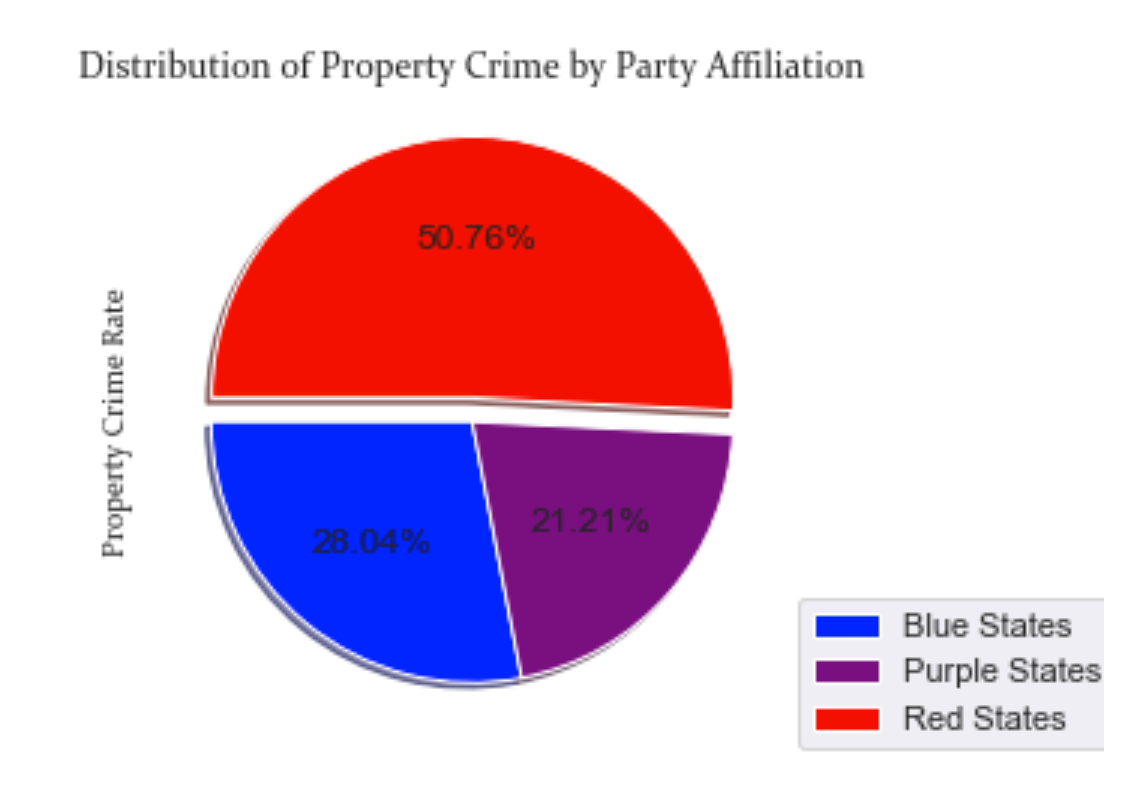 Distribution of Property Crime by Party Affiliation
50.76%
Property Crime Rate
21.21%
28.04%
Blue States
Purple States
Red States